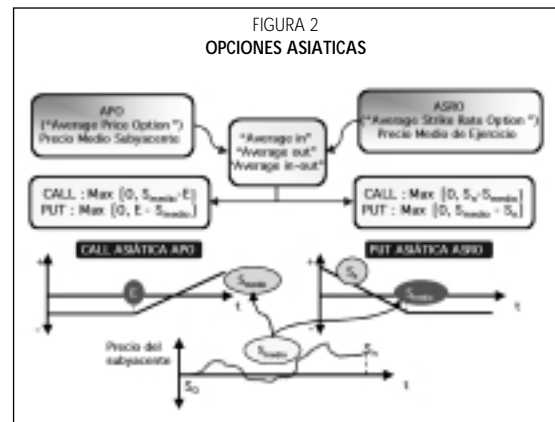 FIGURA 2
OPCIONES ASIATICAS
APO
("Average Price Option")
Precio Medio Subyacente
ASRO
("Average Strike Rate Option")
Precio Medio de Ejercicio
"Average in"
"Average out"
"Average in-out"
CALL : Max [0, Smedio-E]
PUT : Max [0, E - Smedio]
CALL : Max [0, Sn-Smedio]
PUT : Max [0, Smedio - Sn]
CALL ASIÁTICA APO
PUT ASIÁTICA ASRO
+
E
Smedio
t
-
+
Sn
Smedio
t
-
Precio del
subyacente
Smedio
Sn
S0
t